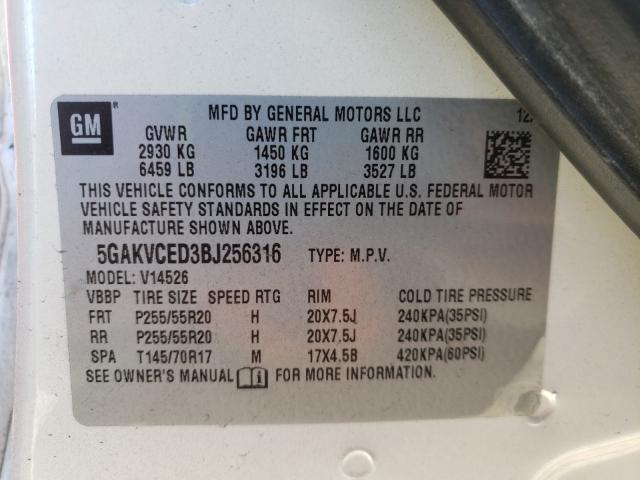 GM ® MFD BY GENERAL MOTORS LLC 12/
GVWR GAWR FRT GAWR RR
2930 KG 1450 KG 1600 KG
6459 LB 3196 LB 3527 LB
THIS VEHICLE CONFORMS TO ALL APPLICABLE U.S. FEDERAL MOTOR
VEHICLE SAFETY STANDARDS IN EFFECT ON THE DATE OF
MANUFACTURE SHOWN ABOVE.
5GAKVCED3BJ256316 TYPE: M.P.V.
MODEL: V14526
VBBP TIRE SIZE SPEED RTG RIM COLD TIRE PRESSURE
FRT P255/55R20 H 20X7.5J 240KPA(35PSI)
RR P255/55R20 H 20X7.5J 240KPA(35PSI)
SPA T145/70R17 M 17X4.5B 420KPA(60PSI)
SEE OWNER'S MANUAL FOR MORE INFORMATION.